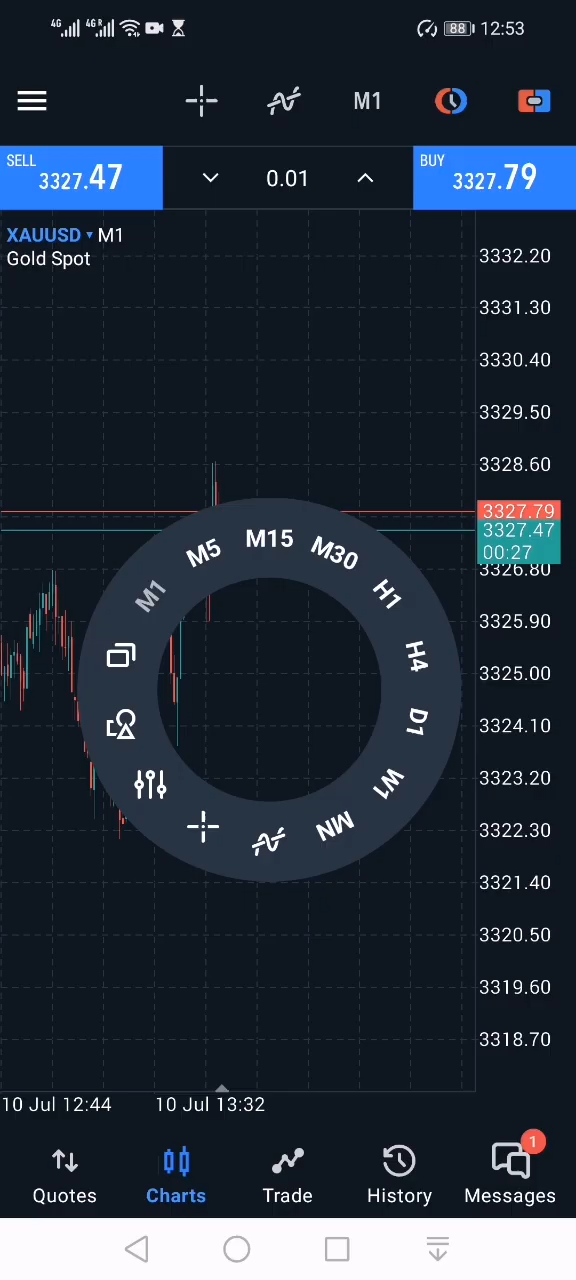 4G 4G R 88 12:53
M1
SELL 3327.47 0.01 BUY 3327.79
XAUUSD M1
Gold Spot
3332.20
3331.30
3330.40
3329.50
3328.60
3327.79
3327.47
00:27
3326.80
3325.90
3325.00
3324.10
3323.20
3322.30
3321.40
3320.50
3319.60
3318.70
M1
M5
M15
M30
H1
H4
D1
W1
MN
10 Jul 12:44 10 Jul 13:32
1
Quotes Charts Trade History Messages